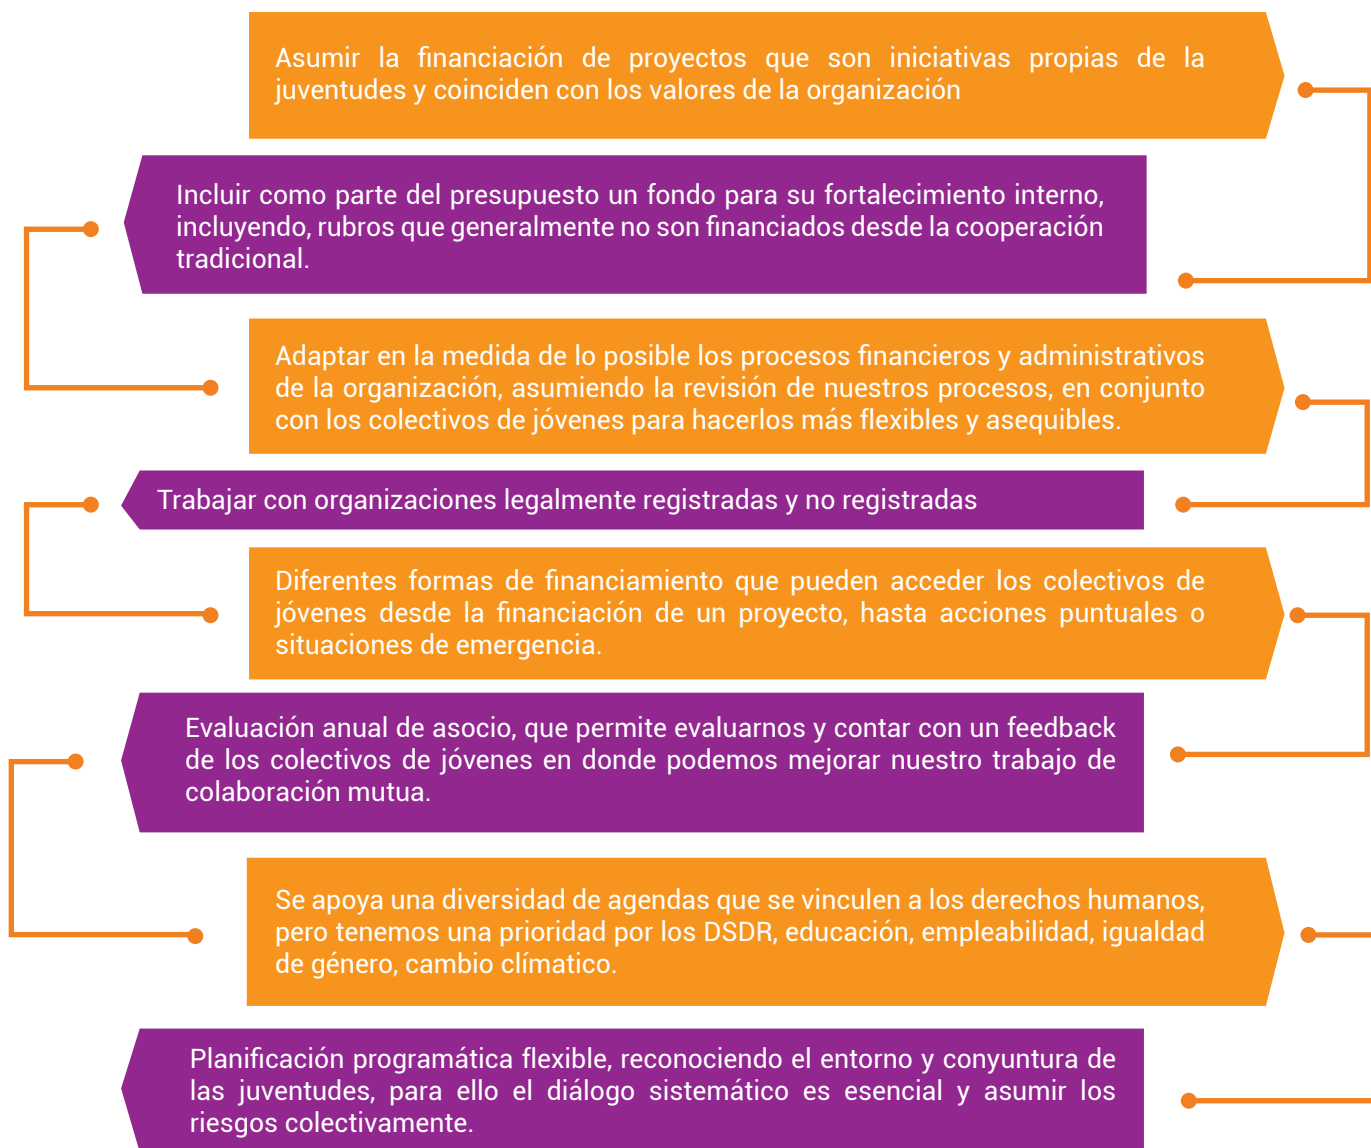 Asumir la financiación de proyectos que son iniciativas propias de la
juventudes y coinciden con los valores de la organización
Incluir como parte del presupuesto un fondo para su fortalecimiento interno,
incluyendo, rubros que generalmente no son financiados desde la cooperación
tradicional.
Adaptar en la medida de lo posible los procesos financieros y administrativos
de la organización, asumiendo la revisión de nuestros procesos, en conjunto
con los colectivos de jóvenes para hacerlos más flexibles y asequibles.
Trabajar con organizaciones legalmente registradas y no registradas
Diferentes formas de financiamiento que pueden acceder los colectivos de
jóvenes desde la financiación de un proyecto, hasta acciones puntuales o
situaciones de emergencia.
Evaluación anual de asocio, que permite evaluarnos y contar con un feedback
de los colectivos de jóvenes en donde podemos mejorar nuestro trabajo de
colaboración mutua.
Se apoya una diversidad de agendas que se vinculen a los derechos humanos,
pero tenemos una prioridad por los DSDR, educación, empleabilidad, igualdad
de género, cambio clímatico.
Planificación programática flexible, reconociendo el entorno y conyuntura de
las juventudes, para ello el diálogo sistemático es esencial y asumir los
riesgos colectivamente.